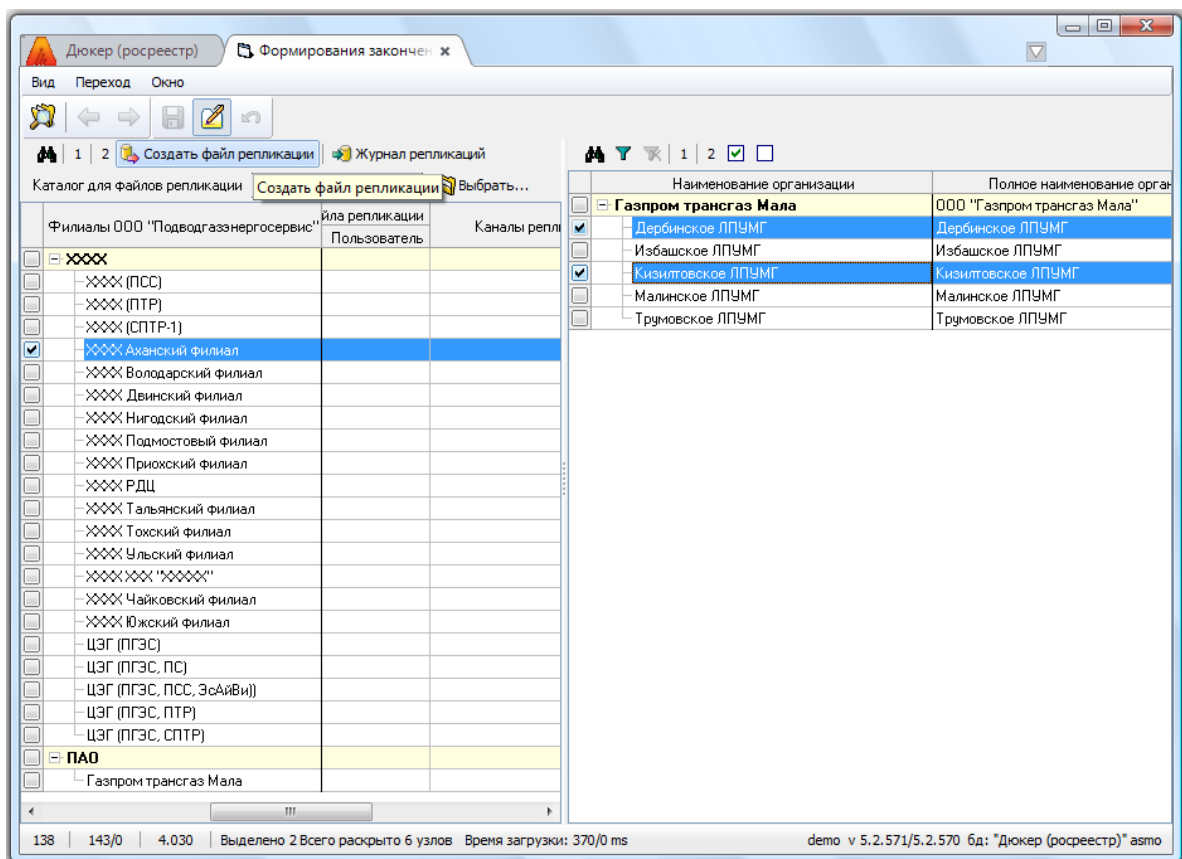 Дюкер (росреестр) Формирования закончен
Вид Переход Окно
1 2 Создать файл репликации Журнал репликаций 1 2
Каталог для файлов репликации Создать файл репликации Выбрать...
Филиалы ООО "Подводгазэнергосервис" йла репликации Каналы репли
Пользователь
Наименование организации Полное наименование орган
Газпром трансгаз Мала ООО "Газпром трансгаз Мала"
Дербинское ЛПУМГ Дербинское ЛПУМГ
Избашское ЛПУМГ Избашское ЛПУМГ
Кизилтовское ЛПУМГ Кизилтовское ЛПУМГ
Малинское ЛПУМГ Малинское ЛПУМГ
Трумовское ЛПУМГ Трумовское ЛПУМГ
XXXX
XXXX (ПСС)
XXXX (ПТР)
XXXX (СПТР-1)
XXXX Аханский филиал
XXXX Володарский филиал
XXXX Двинский филиал
XXXX Нигодский филиал
XXXX Подмостовый филиал
XXXX Приохский филиал
XXXX РДЦ
XXXX Тальянский филиал
XXXX Тохский филиал
XXXX Ульский филиал
XXXX XXX "XXXXX"
XXXX Чайковский филиал
XXXX Южский филиал
ЦЭГ (ПГЭС)
ЦЭГ (ПГЭС, ПС)
ЦЭГ (ПГЭС, ПСС, ЭсАйВи))
ЦЭГ (ПГЭС, ПТР)
ЦЭГ (ПГЭС, СПТР)
ПАО
Газпром трансгаз Мала
138 143/0 4.030 Выделено 2 Всего раскрыто 6 узлов Время загрузки: 370/0 ms demo v 5.2.571/5.2.570 бд: "Дюкер (росреестр)" asmo